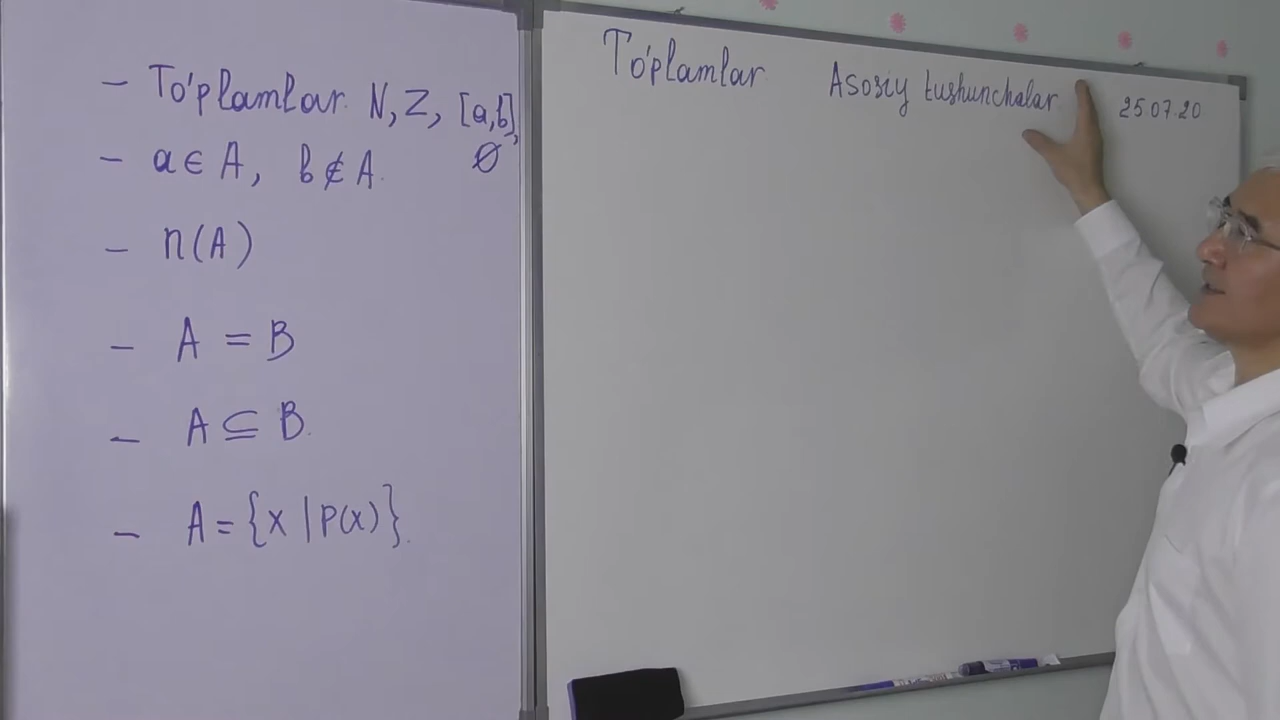 - To'plamlar N, Z, [a,b],
∅
- a ∈ A, b ∉ A.
- n(A)
- A = B
- A ⊆ B.
- A = {x | P(x)}.
To'plamlar Asosiy tushunchalar 25.07.20